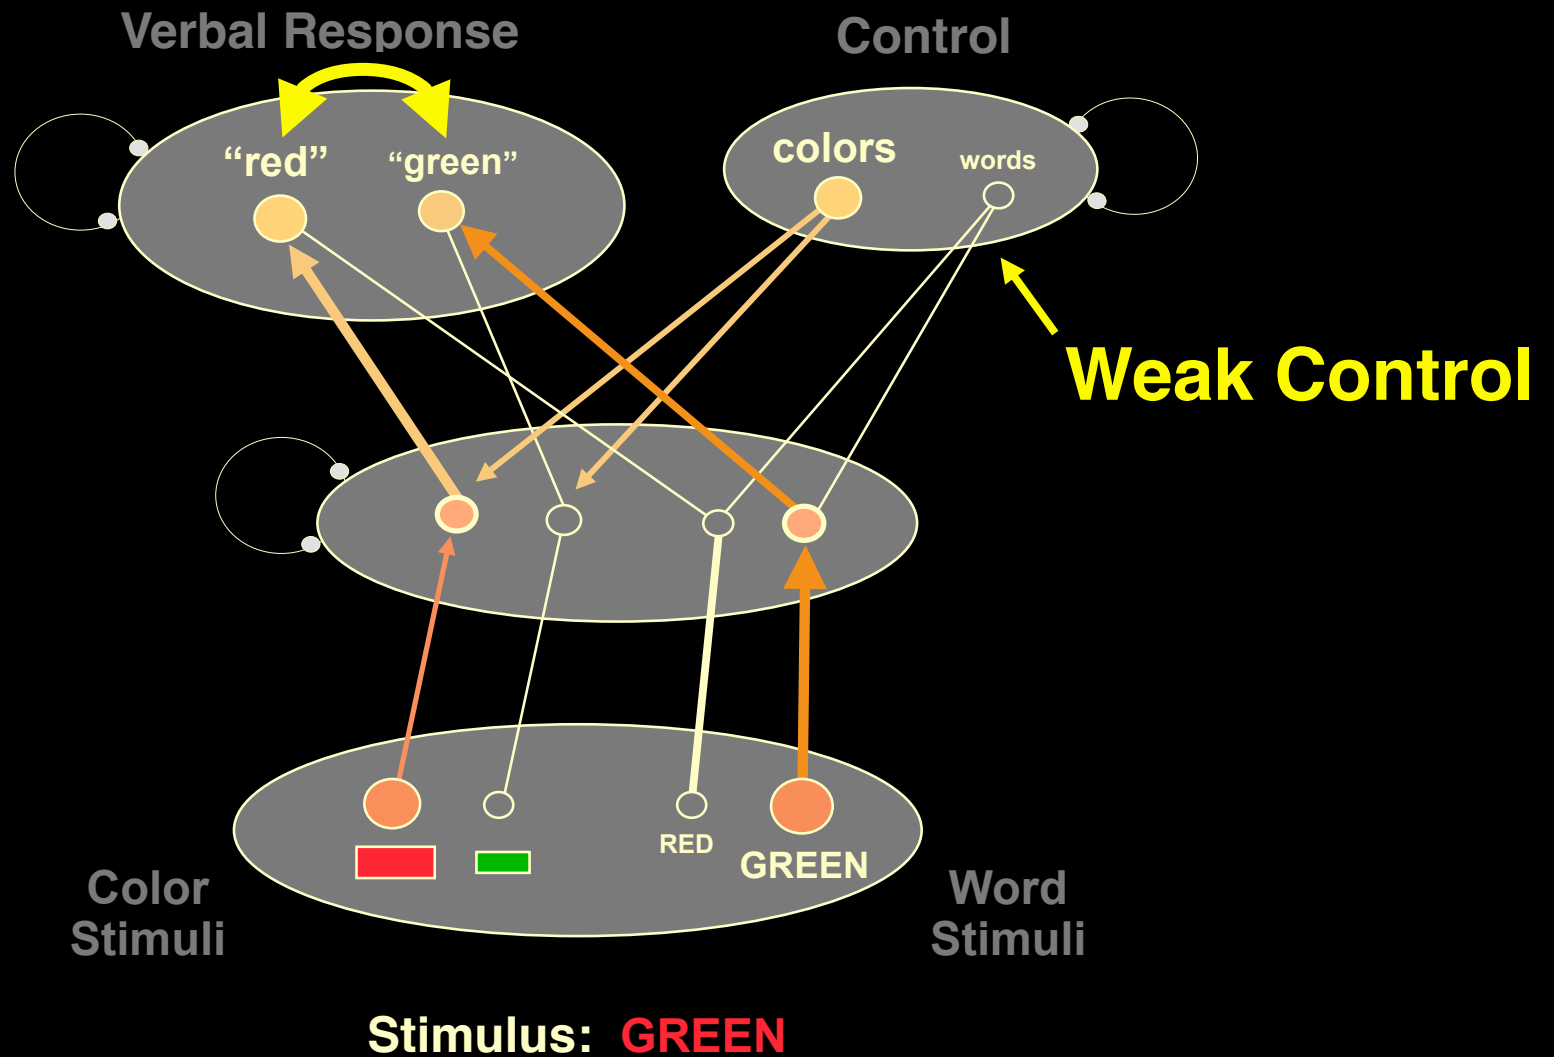 Verbal Response
Control
“red”
“green”
colors
words
Weak Control
RED
GREEN
Color
Stimuli
Word
Stimuli
Stimulus: GREEN